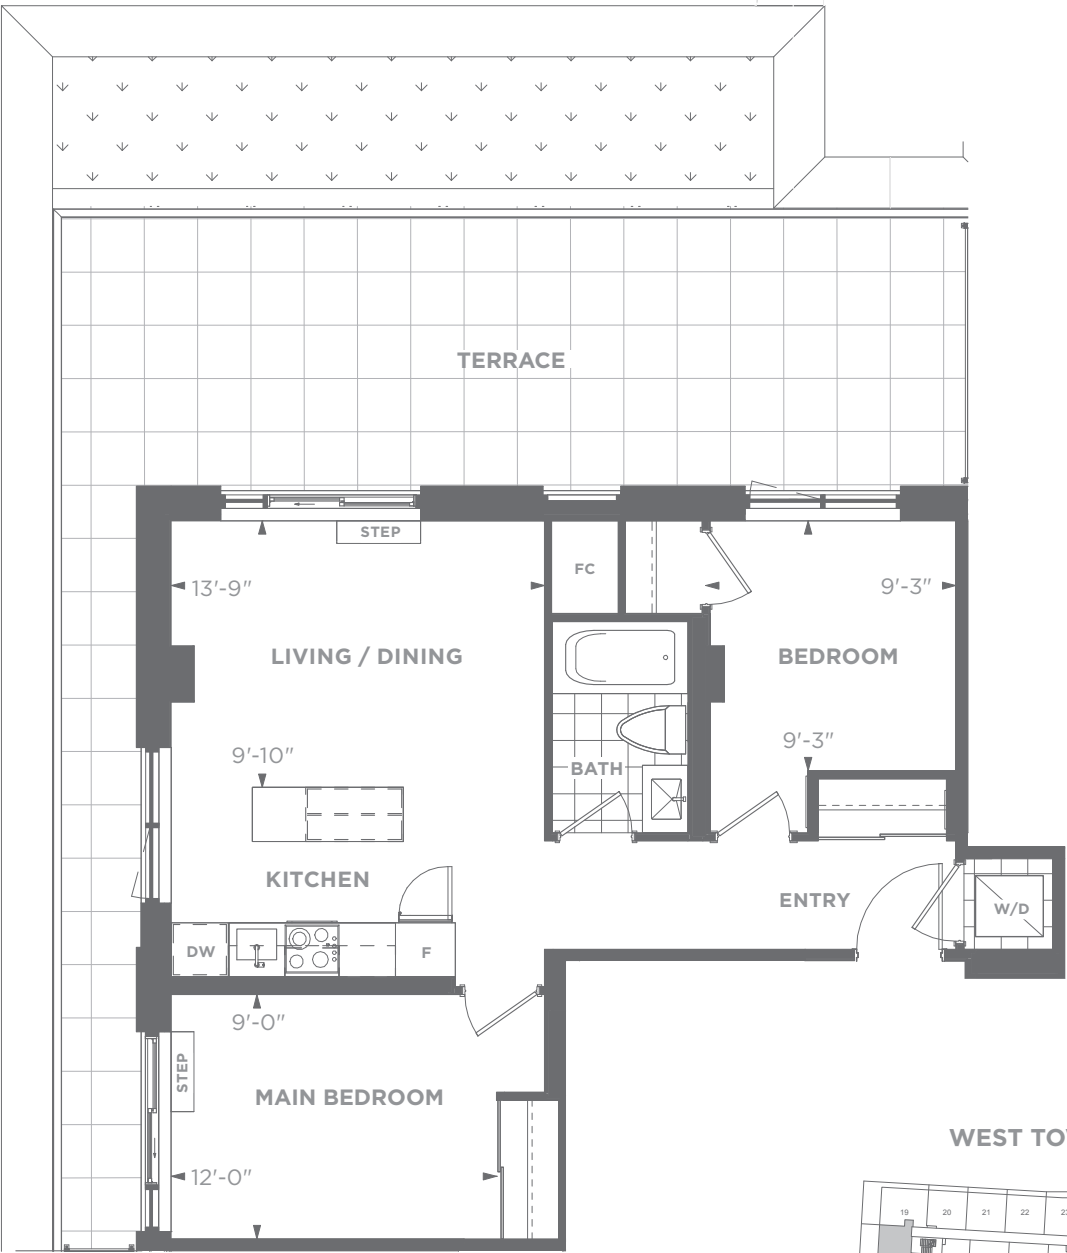 TERRACE
STEP
FC
13'-9"
9'-3"
LIVING / DINING
BEDROOM
9'-3"
9'-10"
BATH
KITCHEN
ENTRY
W/D
DW
F
9'-0"
STEP
MAIN BEDROOM
WEST TO
12'-0"
19 20 21 22